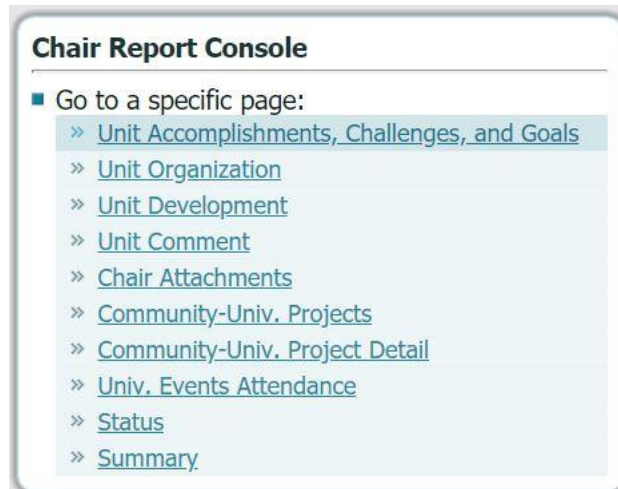 Chair Report Console
Go to a specific page:
» Unit Accomplishments, Challenges, and Goals
» Unit Organization
» Unit Development
» Unit Comment
» Chair Attachments
» Community-Univ. Projects
» Community-Univ. Project Detail
» Univ. Events Attendance
» Status
» Summary